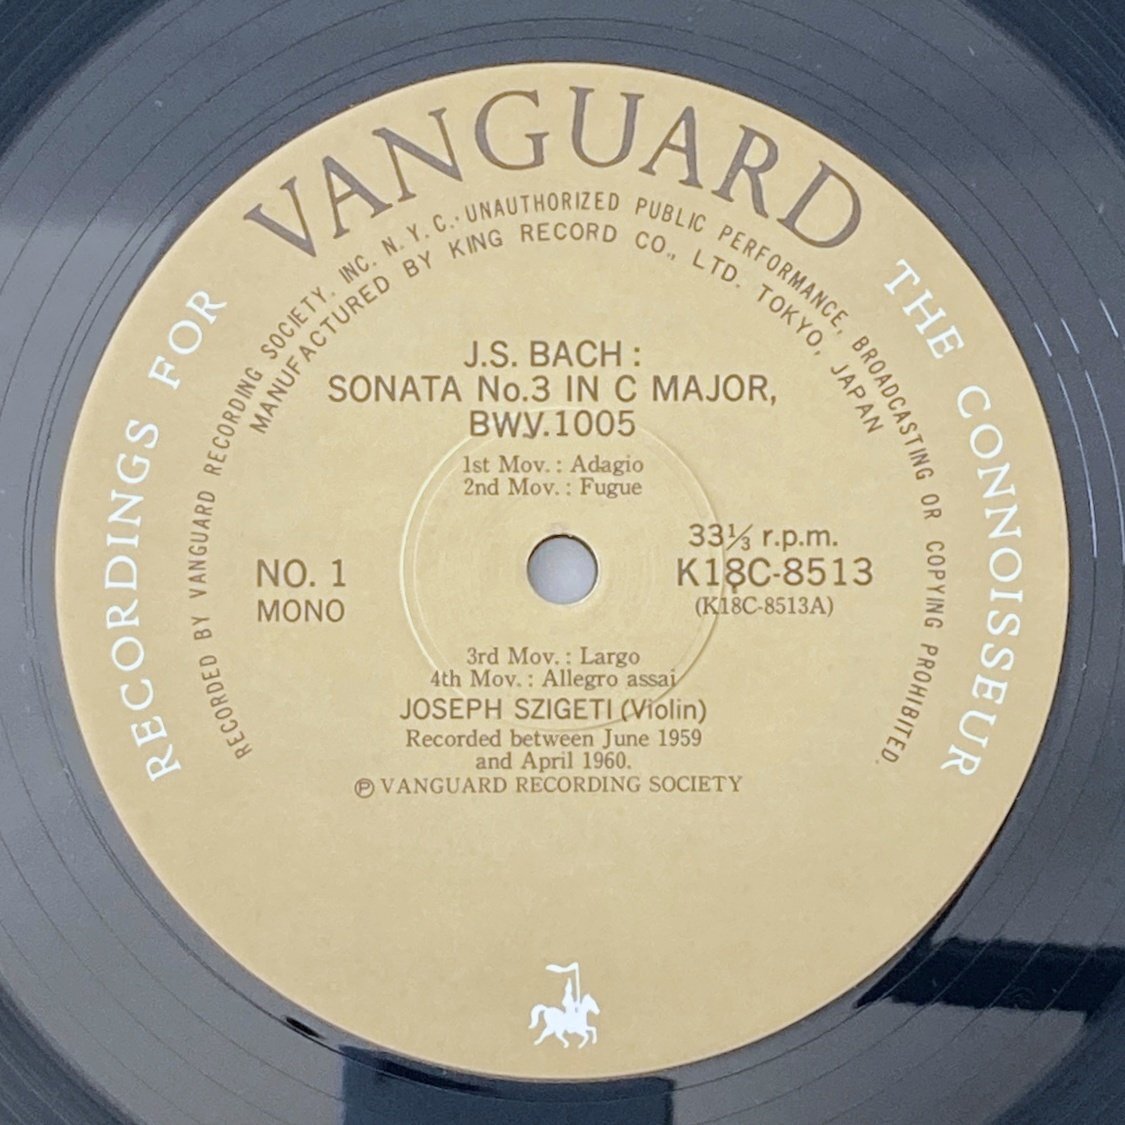 VANGUARD
RECORDINGS FOR THE CONNOISSEUR
RECORDED BY VANGUARD RECORDING SOCIETY, INC. N.Y.C.· UNAUTHORIZED PUBLIC PERFORMANCE, BROADCASTING OR COPYING PROHIBITED.
MANUFACTURED BY KING RECORD CO., LTD. TOKYO, JAPAN
J.S. BACH :
SONATA No.3 IN C MAJOR,
BWV.1005
1st Mov. : Adagio
2nd Mov. : Fugue
NO. 1
MONO
33⅓ r.p.m.
K18C-8513
(K18C-8513A)
3rd Mov. : Largo
4th Mov. : Allegro assai
JOSEPH SZIGETI (Violin)
Recorded between June 1959
and April 1960.
Ⓟ VANGUARD RECORDING SOCIETY